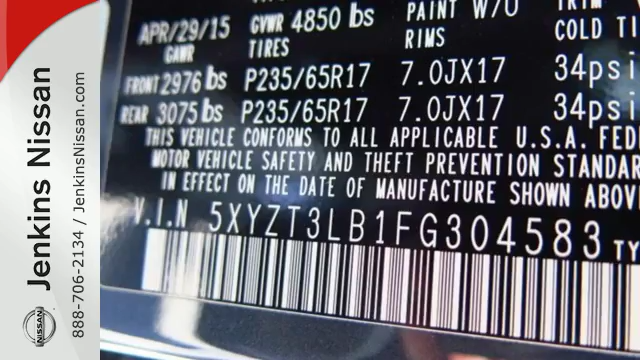 PAINT W/O
TRIM
APR/29/15 GVWR 4850 lbs
COLD TI
GAWR TIRES RIMS
FRONT 2976 lbs P235/65R17 7.0JX17 34psi
REAR 3075 lbs P235/65R17 7.0JX17 34psi
THIS VEHICLE CONFORMS TO ALL APPLICABLE U.S.A. FED
MOTOR VEHICLE SAFETY AND THEFT PREVENTION STANDAR
IN EFFECT ON THE DATE OF MANUFACTURE SHOWN ABOV
V.I.N 5XYZT3LB1FG304583 TY
Jenkins Nissan
888-706-2134 / JenkinsNissan.com
NISSAN